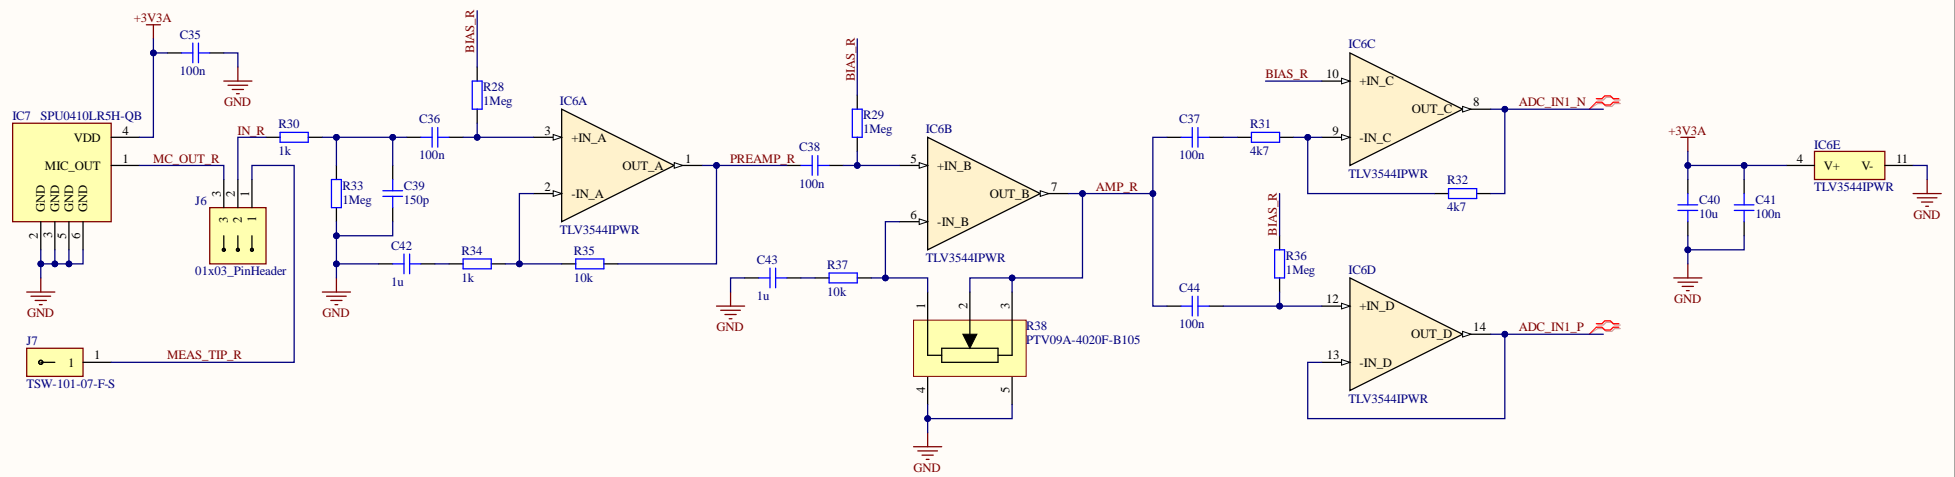 +3V3A
C35
100n
GND
IC7 SPU0410LR5H-QB
VDD 4
MIC_OUT 1
GND GND GND GND
2 3 5 6
GND
MC_OUT_R
IN_R
R30
1k
3 2 1
J6
3 2 1
01x03_PinHeader
J7
1 1
MEAS_TIP_R
TSW-101-07-F-S
R33
1Meg
C39
150p
C36
100n
BIAS_R
R28
1Meg
C42
1u
R34
1k
R35
10k
GND
IC6A
3 +IN_A
OUT_A 1
2 -IN_A
TLV3544IPWR
PREAMP_R
C38
100n
BIAS_R
R29
1Meg
IC6B
5 +IN_B
OUT_B 7
6 -IN_B
TLV3544IPWR
C43
1u
R37
10k
GND
1 2 3
R38
PTV09A-4020F-B105
4 5
GND
AMP_R
C37
100n
R31
4k7
R32
4k7
BIAS_R
IC6C
10 +IN_C
OUT_C 8
9 -IN_C
TLV3544IPWR
ADC_IN1_N
C44
100n
BIAS_R
R36
1Meg
IC6D
12 +IN_D
OUT_D 14
13 -IN_D
TLV3544IPWR
ADC_IN1_P
+3V3A
C40
10u
C41
100n
GND
IC6E
4 V+ V- 11
TLV3544IPWR
GND